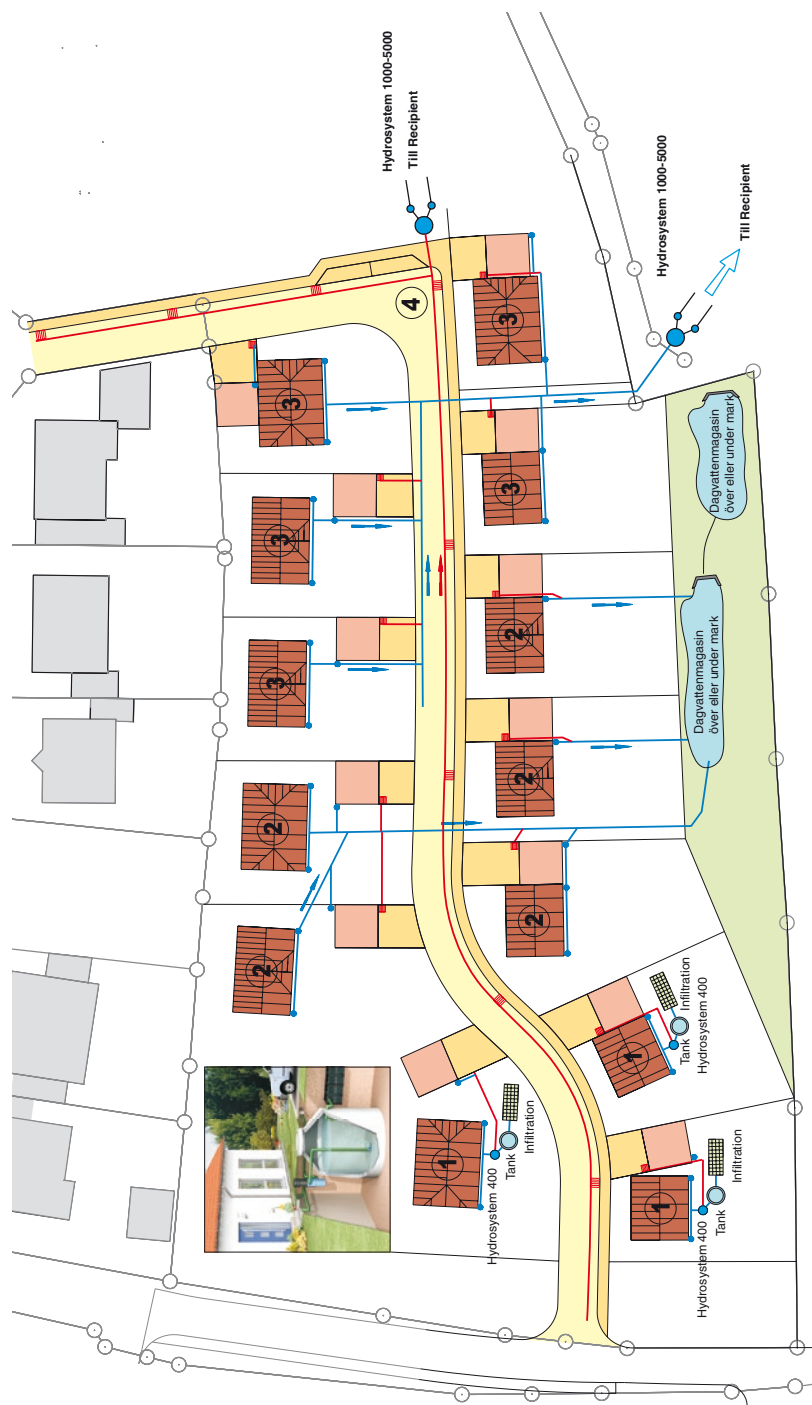 Hydrosystem 1000-5000
Till Recipient
Hydrosystem 1000-5000
Till Recipient
4
3
3
3
3
3
2
2
2
2
2
Dagvattenmagasin
över eller under mark
Dagvattenmagasin
över eller under mark
1
Hydrosystem 400
Tank
Infiltration
1
Infiltration
Tank
Hydrosystem 400
1
Hydrosystem 400
Tank
Infiltration